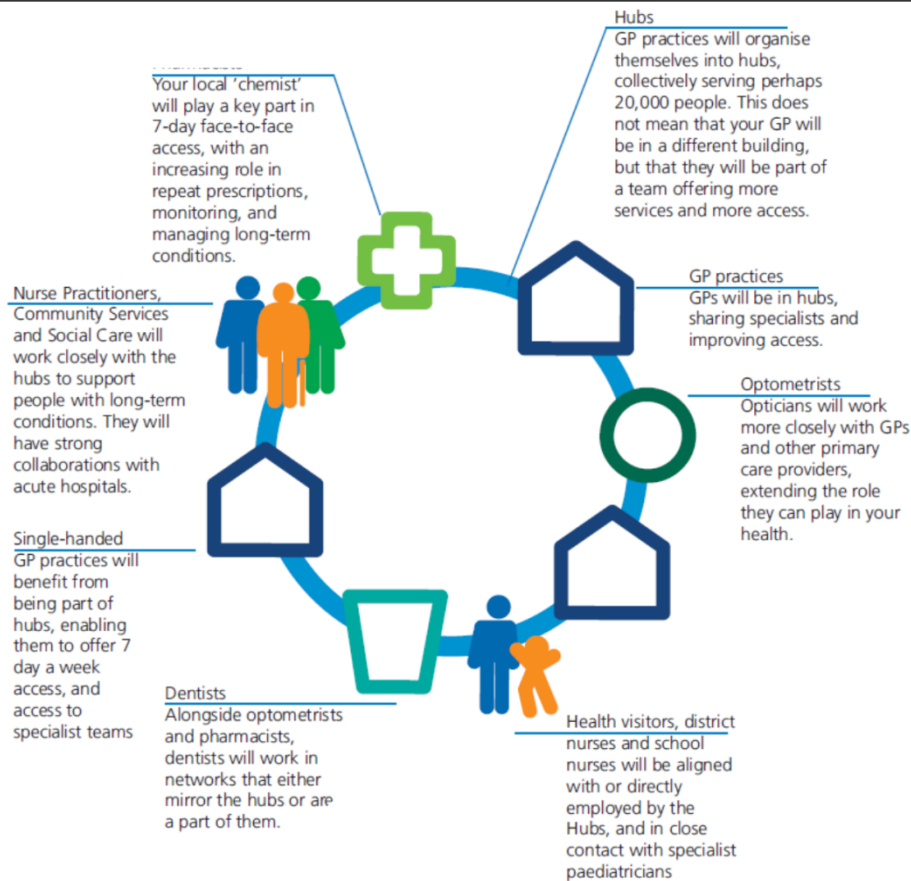 Hubs
GP practices will organise
themselves into hubs,
collectively serving perhaps
20,000 people. This does
not mean that your GP will
be in a different building,
but that they will be part of
a team offering more
services and more access.
Your local ‘chemist’
will play a key part in
7-day face-to-face
access, with an
increasing role in
repeat prescriptions,
monitoring, and
managing long-term
conditions.
GP practices
GPs will be in hubs,
sharing specialists and
improving access.
Nurse Practitioners,
Community Services
and Social Care will
work closely with the
hubs to support
people with long-term
conditions. They will
have strong
collaborations with
acute hospitals.
Optometrists
Opticians will work
more closely with GPs
and other primary
care providers,
extending the role
they can play in your
health.
Single-handed
GP practices will
benefit from
being part of
hubs, enabling
them to offer 7
day a week
access, and
access to
specialist teams
Dentists
Alongside optometrists
and pharmacists,
dentists will work in
networks that either
mirror the hubs or are
a part of them.
Health visitors, district
nurses and school
nurses will be aligned
with or directly
employed by the
Hubs, and in close
contact with specialist
paediatricians